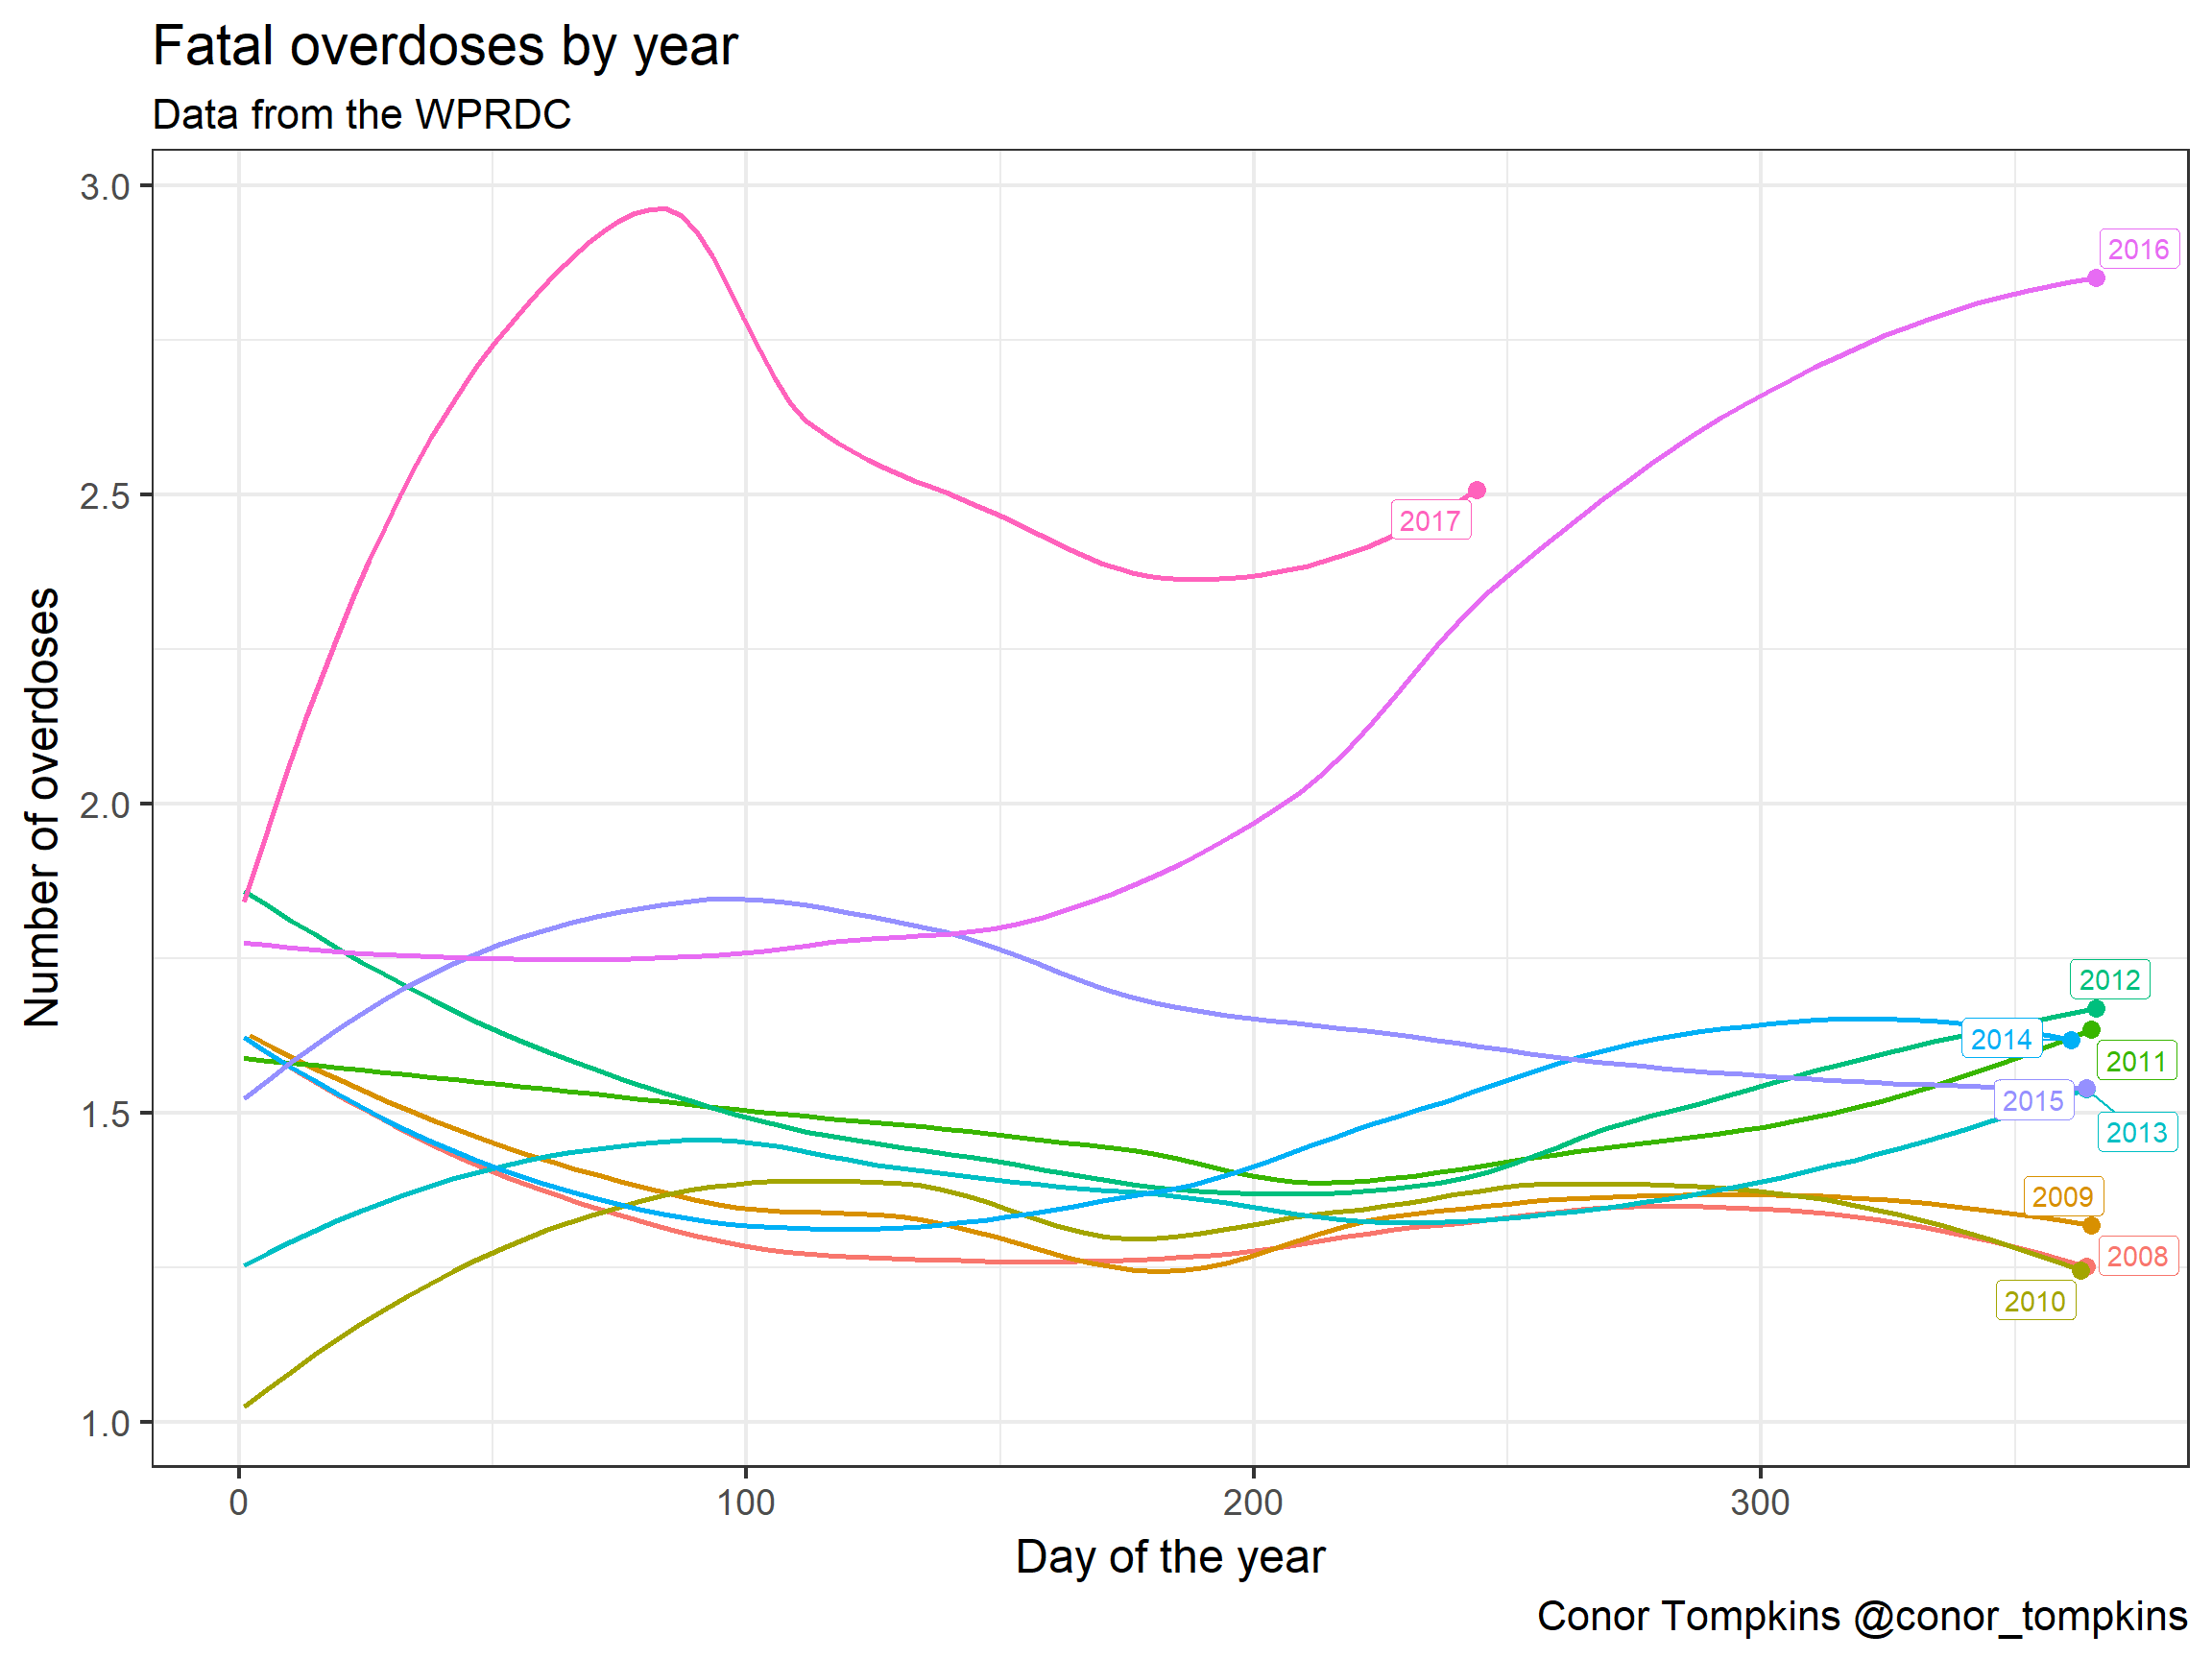 Fatal overdoses by year
Data from the WPRDC
3.0
2.5
2.0
1.5
1.0
Number of overdoses
2016
2017
2012
2014
2011
2015
2013
2009
2008
2010
0 100 200 300
Day of the year
Conor Tompkins @conor_tompkins